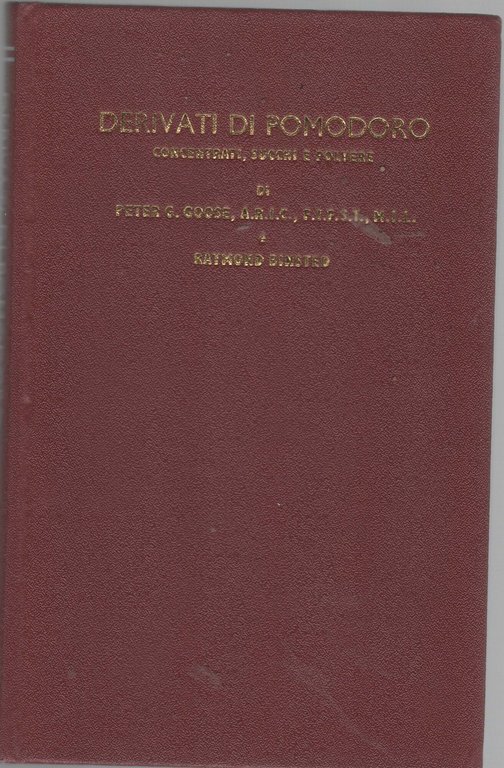 DERIVATI DI POMODORO
CONCENTRATI, SUCCHI E POLVERE
DI
PETER G. GOOSE, A.R.I.C., F.I.F.S.T., M.I.L.
E
RAYMOND BINSTED